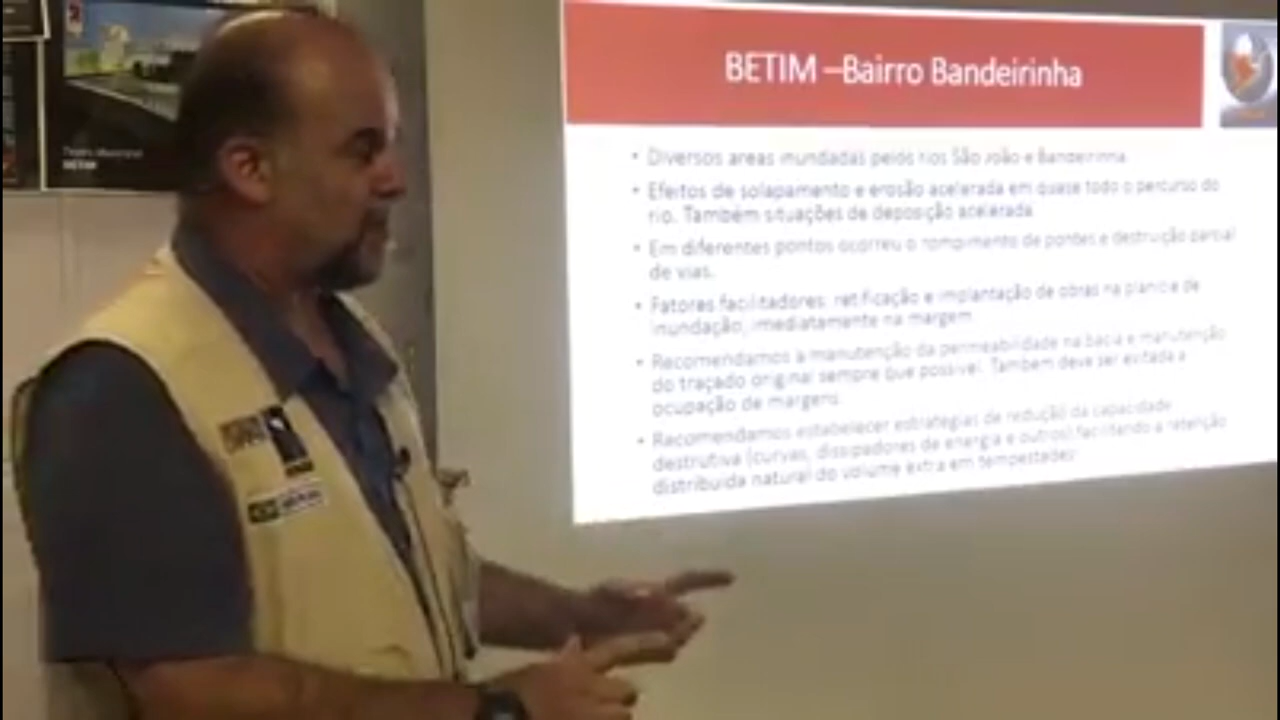 BETIM –Bairro Bandeirinha
• Diversos areas inundadas pelos rios São João e Bandeirinha.
• Efeitos de solapamento e erosão acelerada em quase todo o percurso do
rio. Também situações de deposição acelerada
• Em diferentes pontos ocorreu o rompimento de pontes e destruição parcial
de vias.
• Fatores facilitadores: retificação e implantação de obras na planície de
inundação, imediatamente na margem
• Recomendamos a manutenção da permeabilidade na bacia e manutenção
do traçado original sempre que possível. Também deve ser evitada a
ocupação de margens.
• Recomendamos estabelecer estratégias de redução da capacidade
destrutiva (curvas, dissipadores de energia e outros) facilitando a retenção
distribuída natural do volume extra em tempestades
BETIM